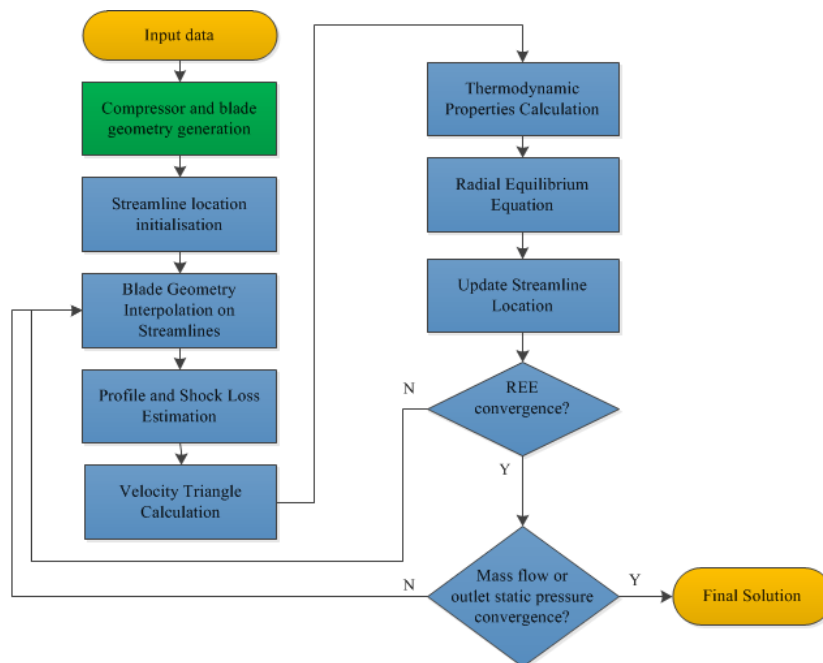 Input data
Compressor and blade
geometry generation
Streamline location
initialisation
Blade Geometry
Interpolation on
Streamlines
Profile and Shock Loss
Estimation
Velocity Triangle
Calculation
Thermodynamic
Properties Calculation
Radial Equilibrium
Equation
Update Streamline
Location
N
REE
convergence?
Y
N
Mass flow or
outlet static pressure
convergence?
Y
Final Solution